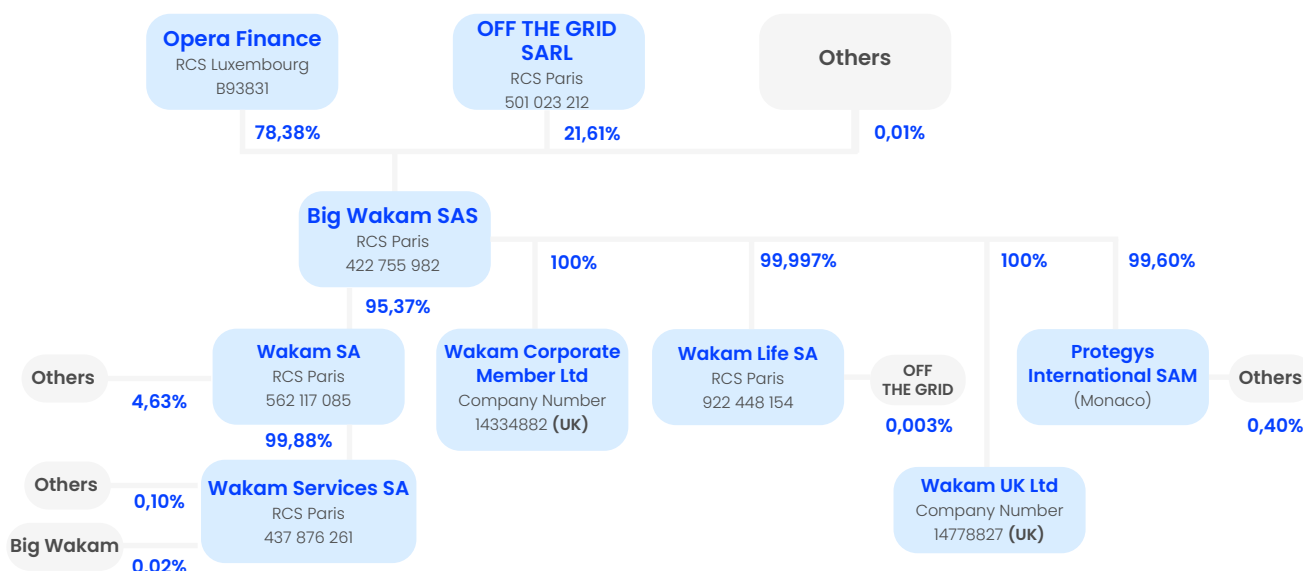 Opera Finance
RCS Luxembourg
B93831
OFF THE GRID
SARL
RCS Paris
501 023 212
Others
78,38%
21,61%
0,01%
Big Wakam SAS
RCS Paris
422 755 982
100%
99,997%
100%
99,60%
95,37%
Others
4,63%
Wakam SA
RCS Paris
562 117 085
Wakam Corporate
Member Ltd
Company Number
14334882 (UK)
Wakam Life SA
RCS Paris
922 448 154
OFF
THE GRID
0,003%
Protegys
International SAM
(Monaco)
Others
0,40%
99,88%
Others
0,10%
Big Wakam
0,02%
Wakam Services SA
RCS Paris
437 876 261
Wakam UK Ltd
Company Number
14778827 (UK)